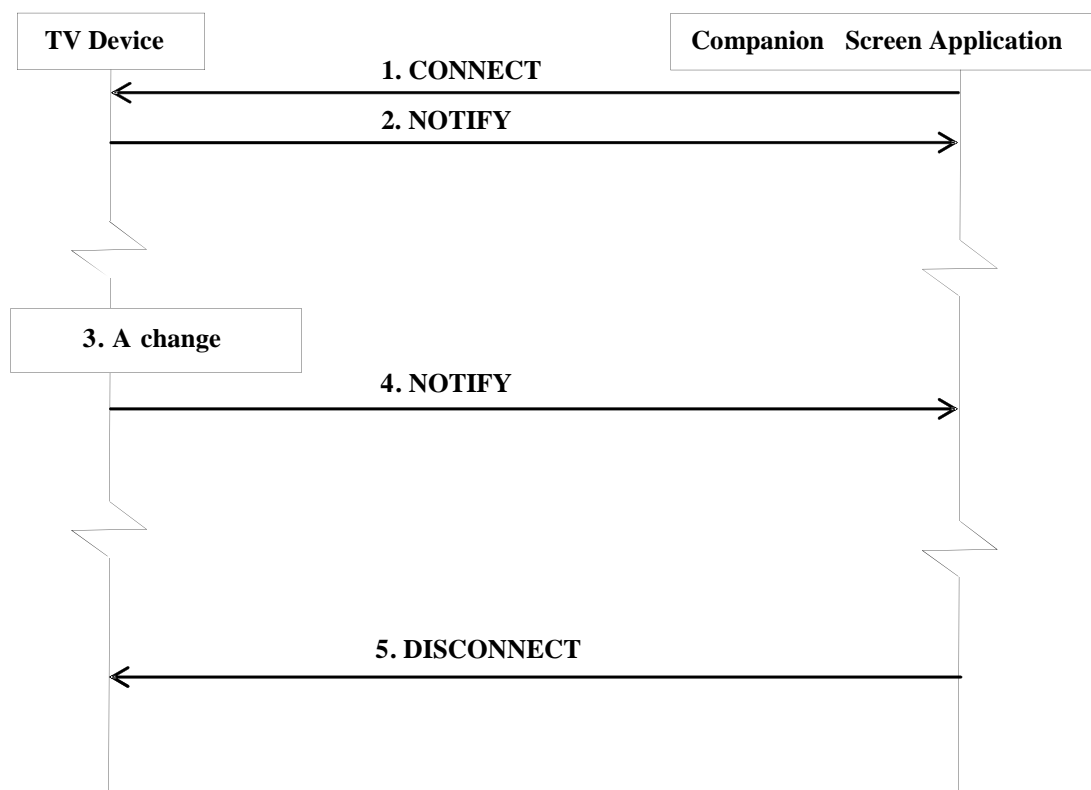 TV Device
Companion Screen Application
1. CONNECT
2. NOTIFY
3. A change
4. NOTIFY
5. DISCONNECT